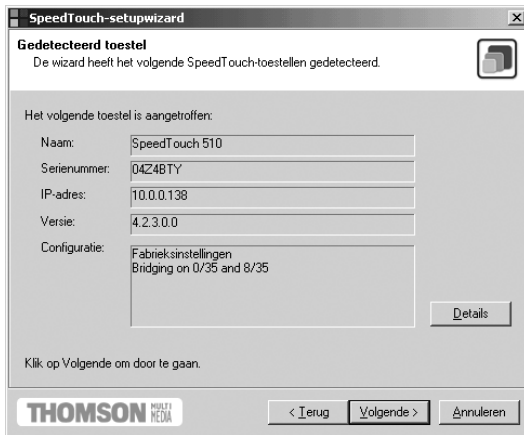 SpeedTouch-setupwizard
Gedetecteerd toestel
De wizard heeft het volgende SpeedTouch-toestellen gedetecteerd.
Het volgende toestel is aangetroffen:
Naam: SpeedTouch 510
Serienummer: 04Z4BTY
IP-adres: 10.0.0.138
Versie: 4.2.3.0.0
Configuratie: Fabrieksinstellingen
Bridging on 0/35 and 8/35
Details
Klik op Volgende om door te gaan.
THOMSON MULTI MEDIA
< Terug Volgende > Annuleren